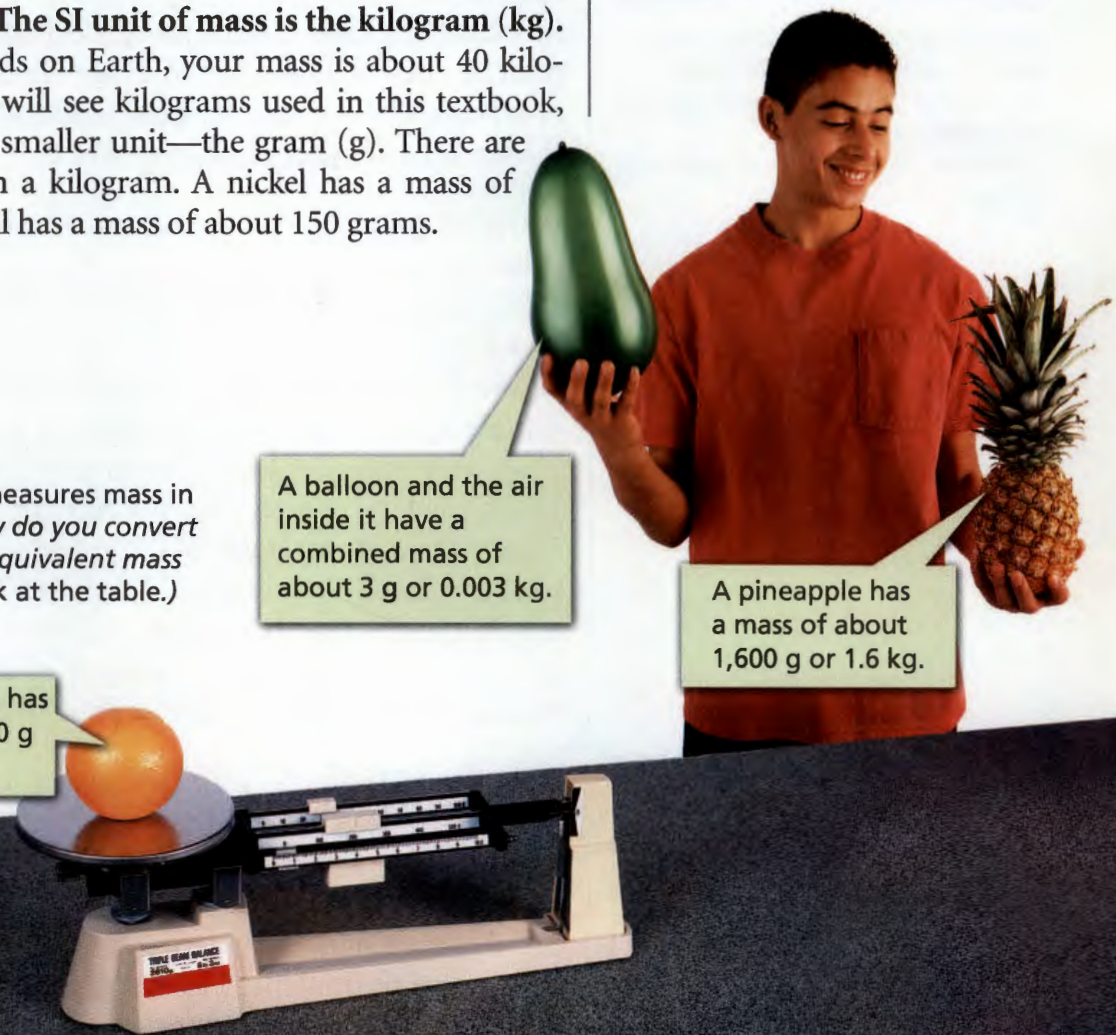 The SI unit of mass is the kilogram (kg).
ds on Earth, your mass is about 40 kilo-
will see kilograms used in this textbook,
smaller unit—the gram (g). There are
a kilogram. A nickel has a mass of
l has a mass of about 150 grams.
easures mass in
do you convert
quivalent mass
k at the table.)
A balloon and the air
inside it have a
combined mass of
about 3 g or 0.003 kg.
A pineapple has
a mass of about
1,600 g or 1.6 kg.
has
0 g
TRIPLE BEAM BALANCE